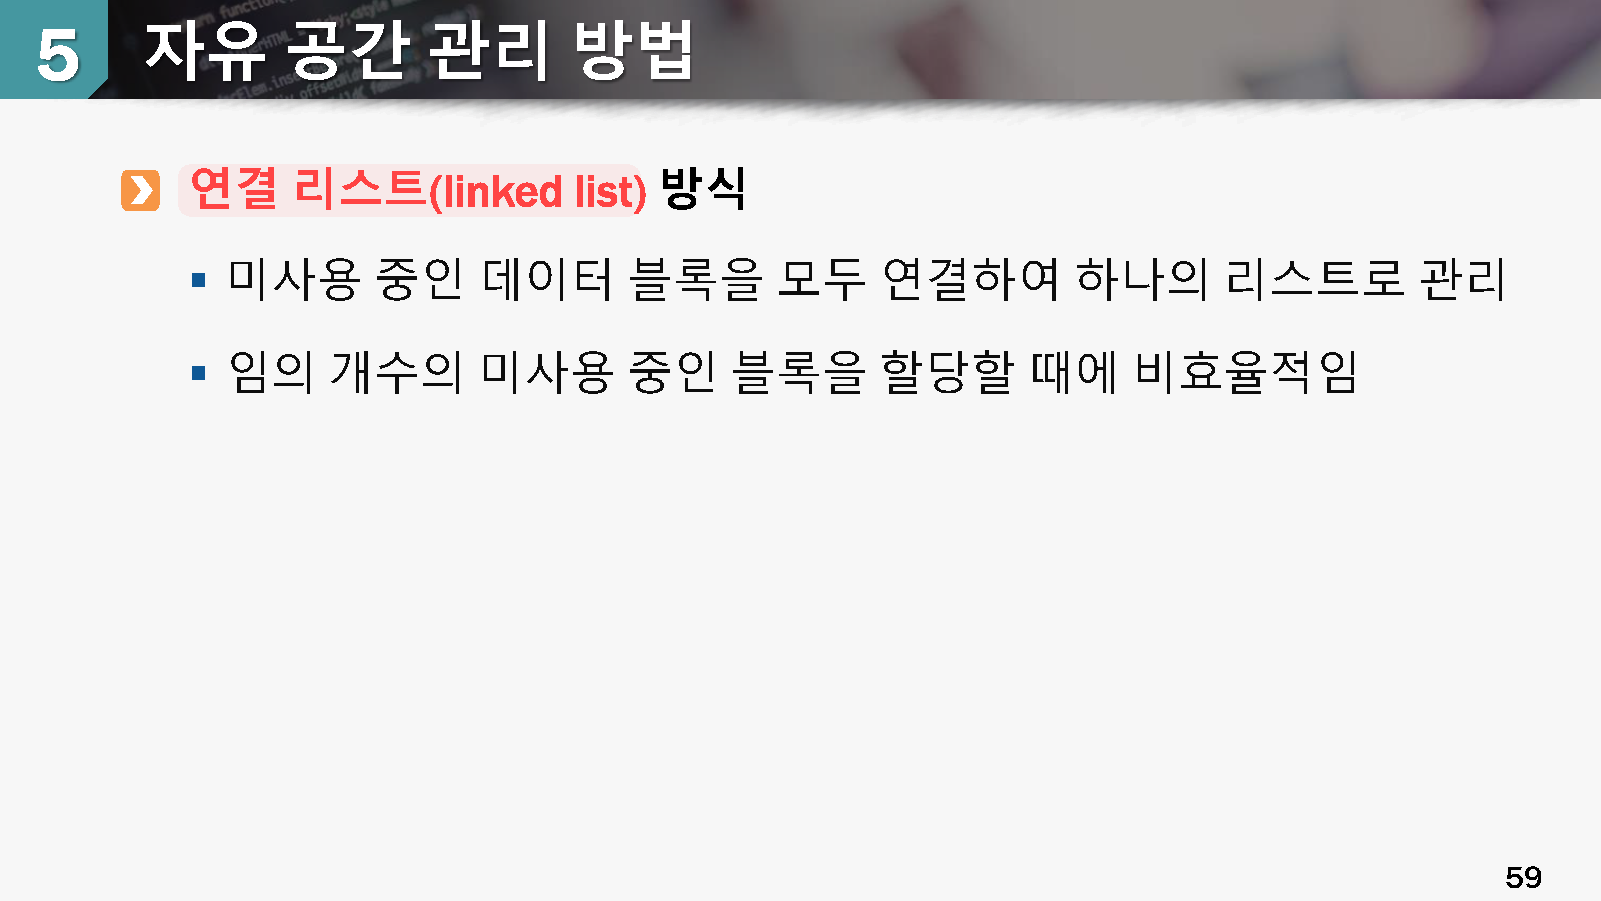 5 자유 공간 관리 방법
연결 리스트(linked list) 방식
▪ 미사용 중인 데이터 블록을 모두 연결하여 하나의 리스트로 관리
▪ 임의 개수의 미사용 중인 블록을 할당할 때에 비효율적임
59